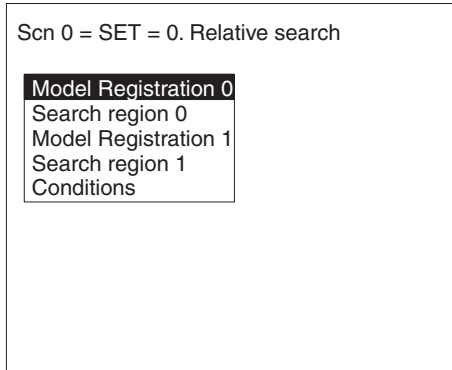 Scn 0 = SET = 0. Relative search
Model Registration 0
Search region 0
Model Registration 1
Search region 1
Conditions